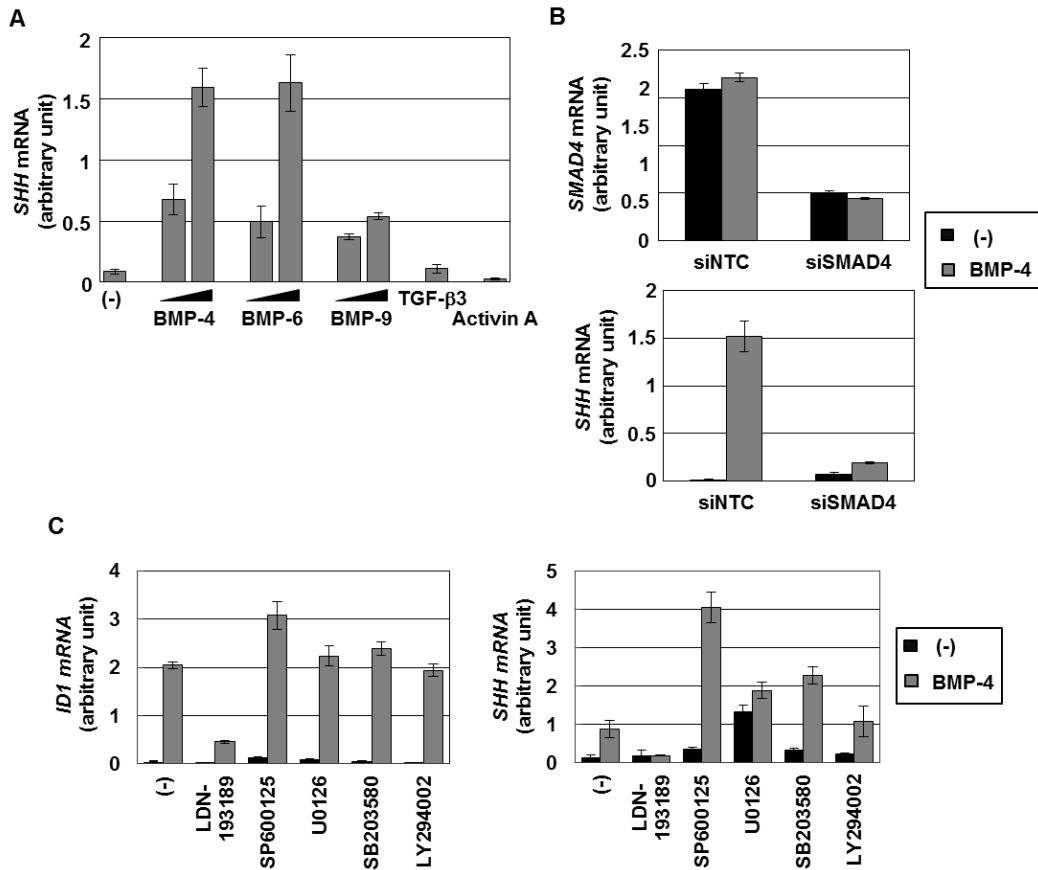 A
SHH mRNA
(arbitrary unit)
2
1.5
1
0.5
0
(-)
BMP-4
BMP-6
BMP-9
TGF-β3
Activin A
B
SMAD4 mRNA
(arbitrary unit)
2.5
2
1.5
1
0.5
0
siNTC
siSMAD4
(-)
BMP-4
SHH mRNA
(arbitrary unit)
2
1.5
1
0.5
0
siNTC
siSMAD4
C
ID1 mRNA
(arbitrary unit)
4
3
2
1
0
(-)
LDN-
193189
SP600125
U0126
SB203580
LY294002
SHH mRNA
(arbitrary unit)
5
4
3
2
1
0
(-)
LDN-
193189
SP600125
U0126
SB203580
LY294002
(-)
BMP-4